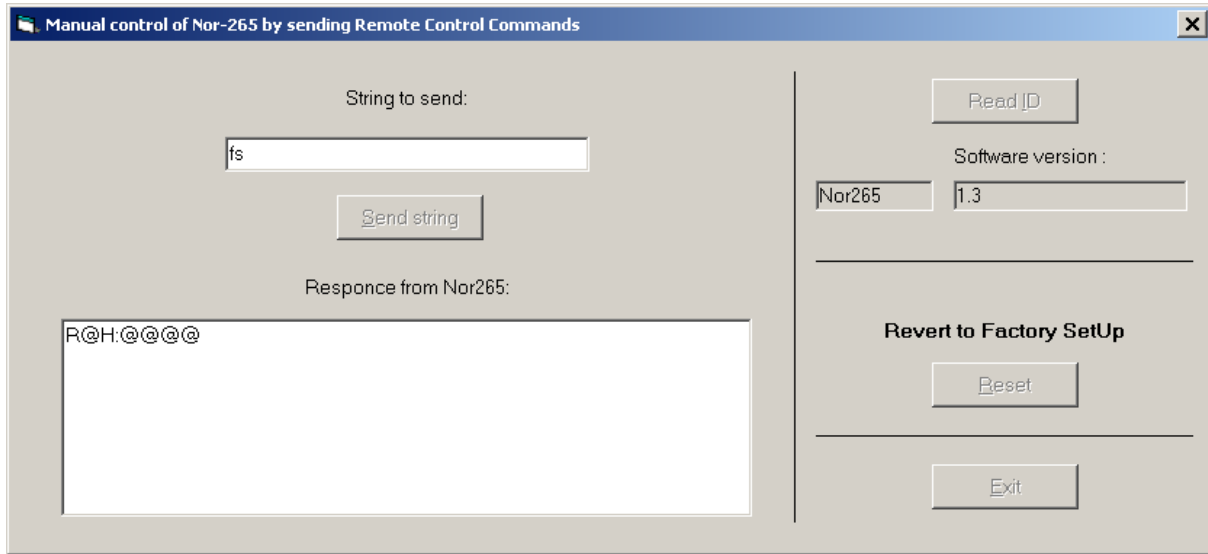 Manual control of Nor-265 by sending Remote Control Commands
String to send:
fs
Send string
Responce from Nor265:
R@H:@@@@
Read ID
Software version :
Nor265 1.3
Revert to Factory SetUp
Reset
Exit